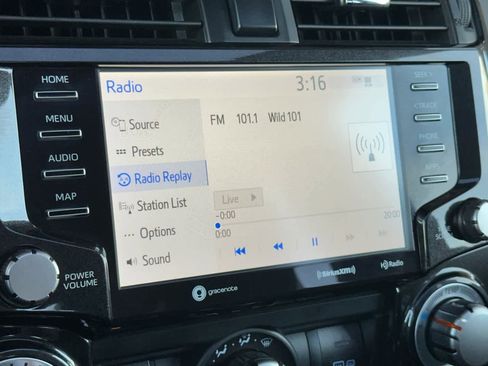 HOME
MENU
AUDIO
MAP
POWER
VOLUME
Radio
3:16
Source
Presets
Radio Replay
Station List
Options
Sound
FM 101.1 Wild 101
Live
-0:00
0:00
20:00
SEEK >
< TRACK
PHONE
APPS
gracenote
SiriusXM
HD Radio